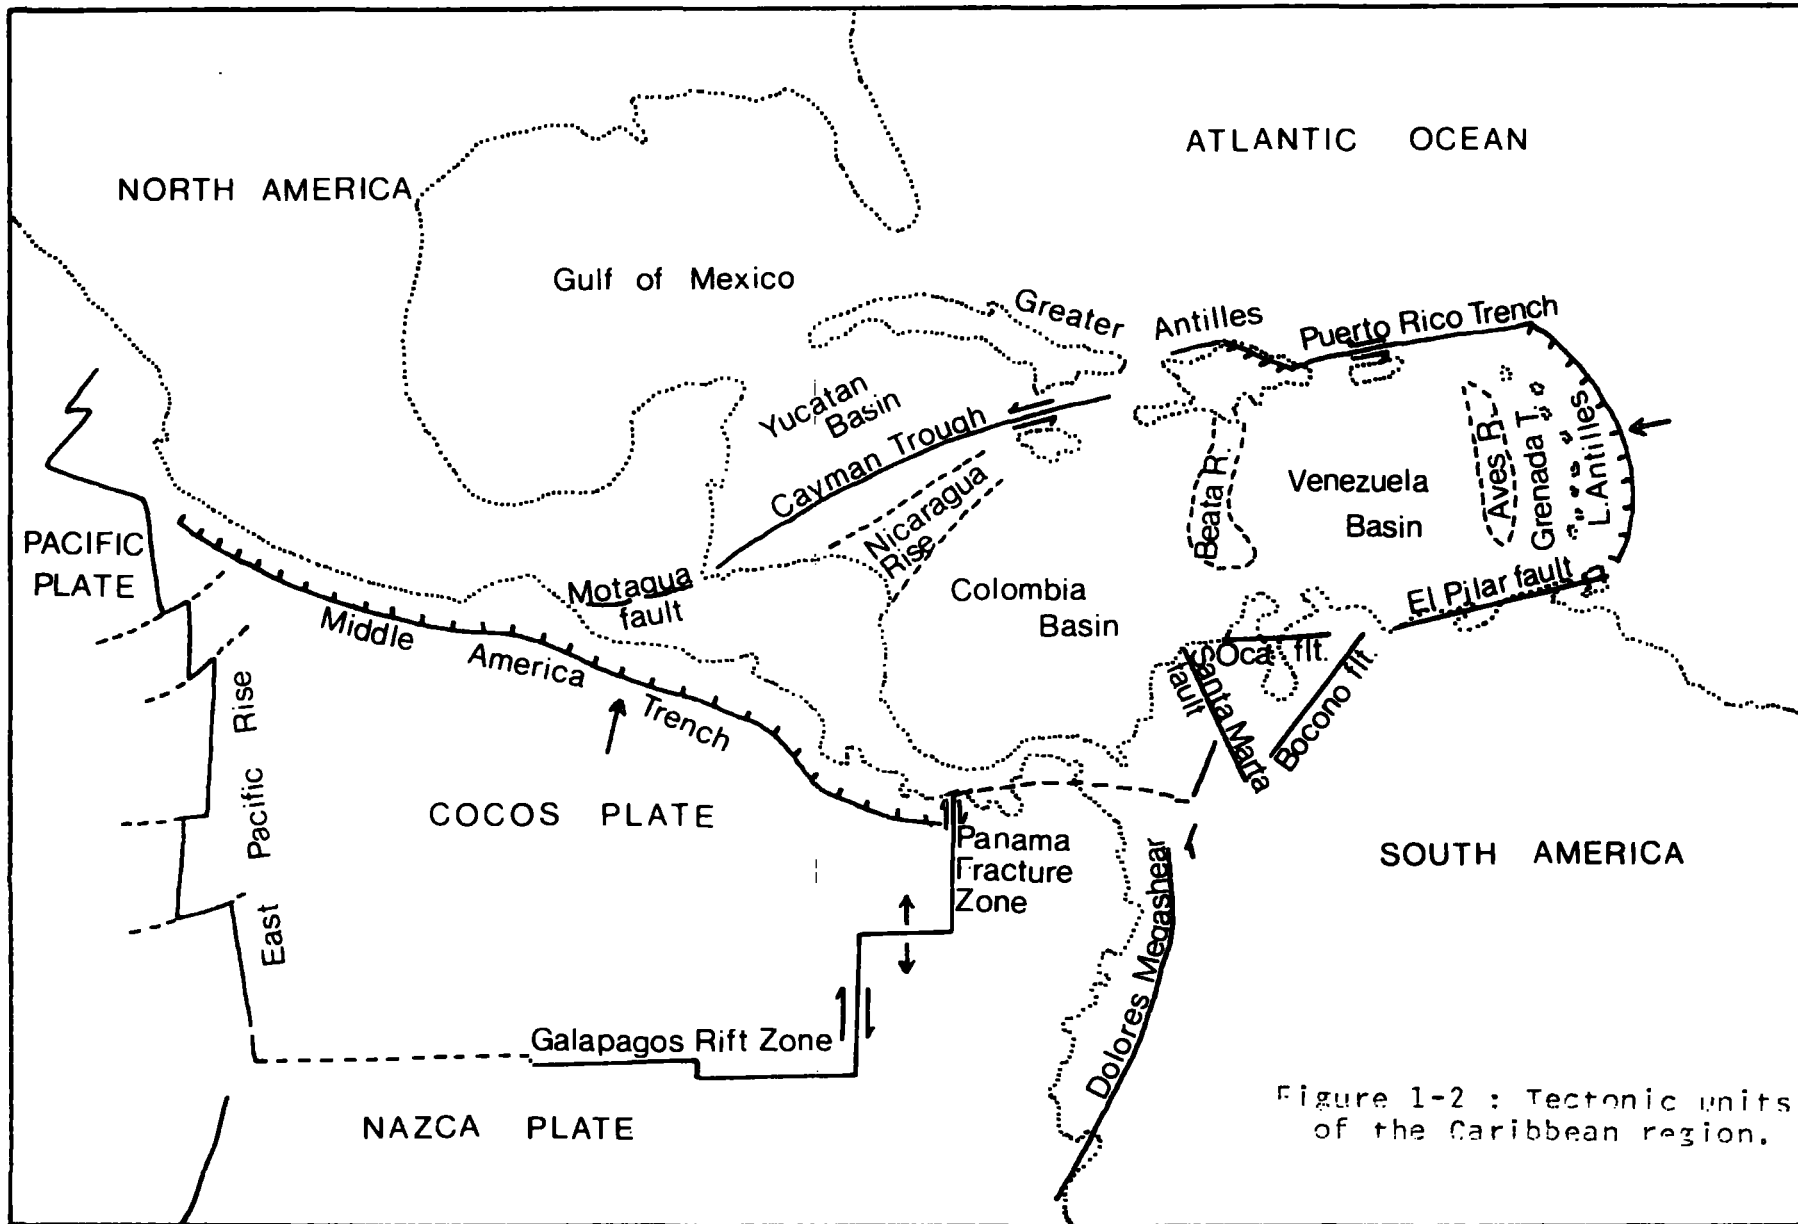 ATLANTIC OCEAN
NORTH AMERICA
Gulf of Mexico
Greater Antilles
Puerto Rico Trench
Yucatan
Basin
Cayman Trough
Nicaragua
Rise
Beata R.
Venezuela
Basin
Aves R.
Grenada T.
L. Antilles
PACIFIC
PLATE
Motagua
fault
Middle America Trench
Colombia
Basin
El Pilar fault
Oca flt.
Santa Marta
fault
Bocono flt.
East Pacific Rise
COCOS PLATE
Panama
Fracture
Zone
SOUTH AMERICA
Dolores Megashear
Galapagos Rift Zone
NAZCA PLATE
Figure 1-2 : Tectonic units
of the Caribbean region.